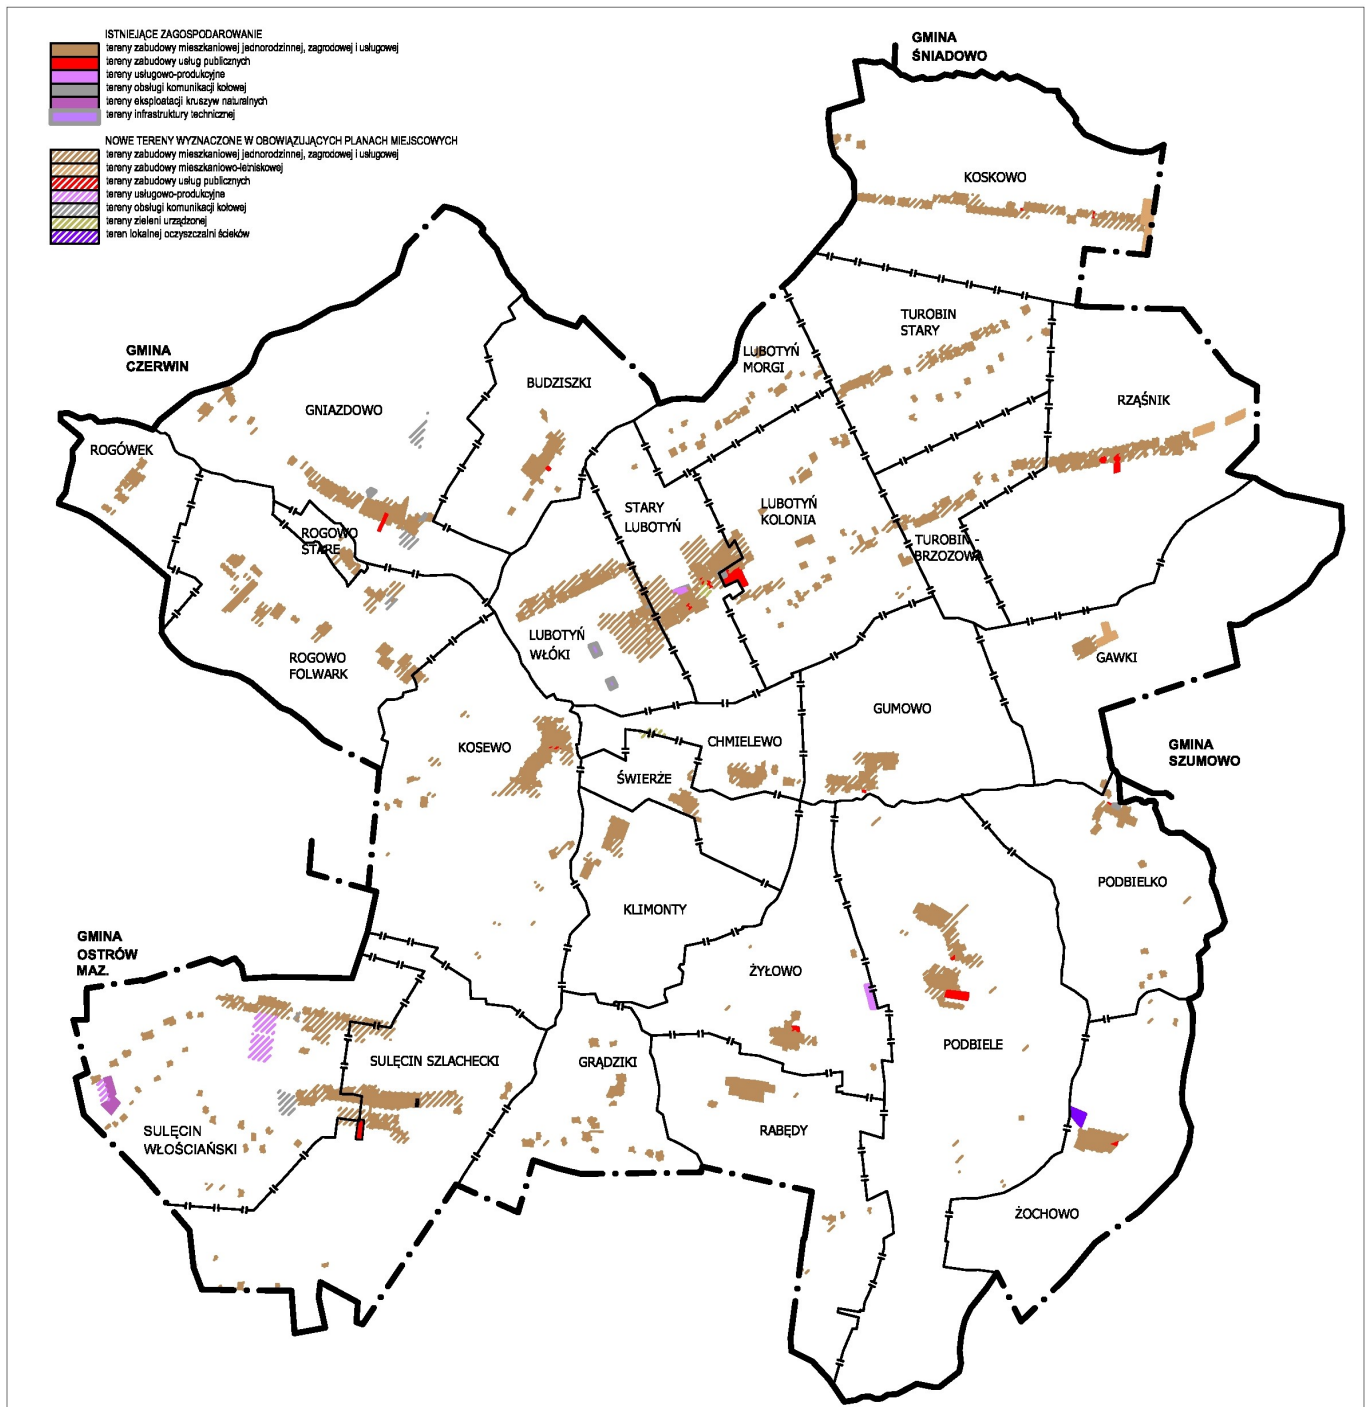 ISTNIEJĄCE ZAGOSPODAROWANIE
tereny zabudowy mieszkaniowej jednorodzinnej, zagrodowej i usługowej
tereny zabudowy usług publicznych
tereny usługowo-produkcyjne
tereny obsługi komunikacji kołowej
tereny eksploatacji kruszyw naturalnych
tereny infrastruktury technicznej
NOWE TERENY WYZNACZONE W OBOWIĄZUJĄCYCH PLANACH MIEJSCOWYCH
tereny zabudowy mieszkaniowej jednorodzinnej, zagrodowej i usługowej
tereny zabudowy mieszkaniowo-letniskowej
tereny zabudowy usług publicznych
tereny usługowo-produkcyjne
tereny obsługi komunikacji kołowej
tereny zieleni urządzonej
teren lokalnej oczyszczalni ścieków
GMINA
ŚNIADOWO
KOSKOWO
TUROBIN
STARY
LUBOTYŃ
MORGI
GMINA
CZERWIN
BUDZISZKI
GNIAZDOWO
RZĄŚNIK
ROGÓWEK
STARY
LUBOTYŃ
LUBOTYŃ
KOLONIA
ROGOWO
STARE
TUROBIN -
BRZOZOWA
LUBOTYŃ
WŁÓKI
ROGOWO
FOLWARK
GAWKI
GUMOWO
KOSEWO
CHMIELEWO
GMINA
SZUMOWO
ŚWIERŻE
PODBIELKO
KLIMONTY
GMINA
OSTRÓW
MAZ.
ŻYŁOWO
PODBIELE
SULĘCIN SZLACHECKI
GRĄDZIKI
SULĘCIN
WŁOŚCIAŃSKI
RABĘDY
ŻOCHOWO